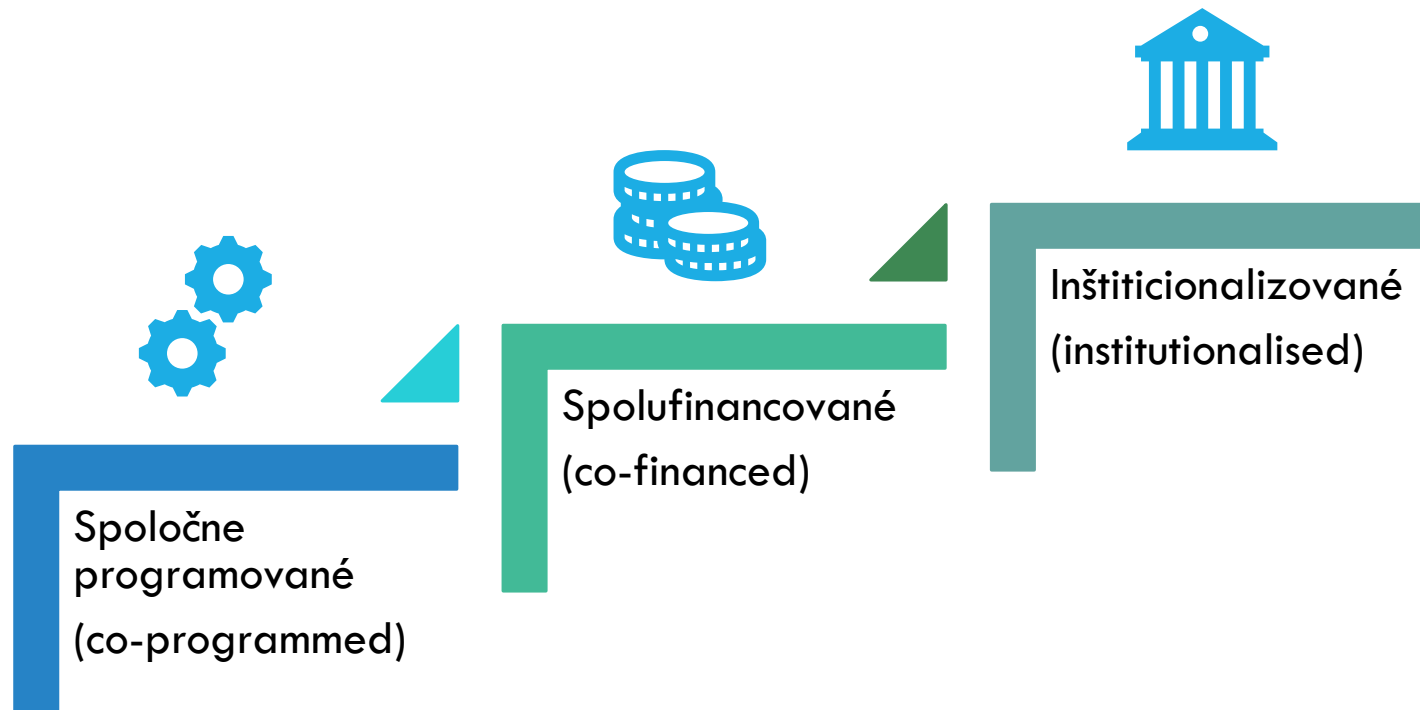 Spoločne
programované
(co-programmed)
Spolufinancované
(co-financed)
Inštiticionalizované
(institutionalised)